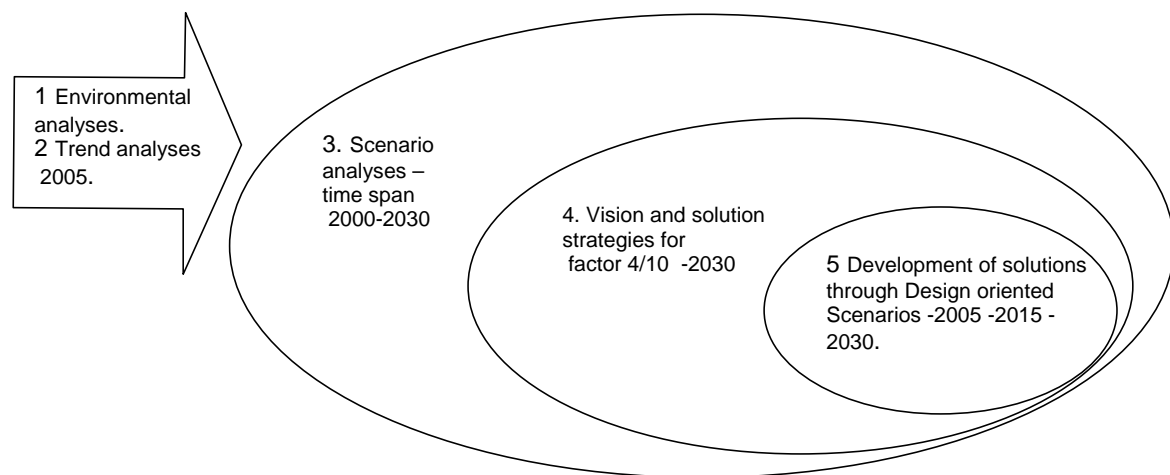 1 Environmental
analyses.
2 Trend analyses
2005.
3. Scenario
analyses –
time span
2000-2030
4. Vision and solution
strategies for
factor 4/10 -2030
5 Development of solutions
through Design oriented
Scenarios -2005 -2015 -
2030.